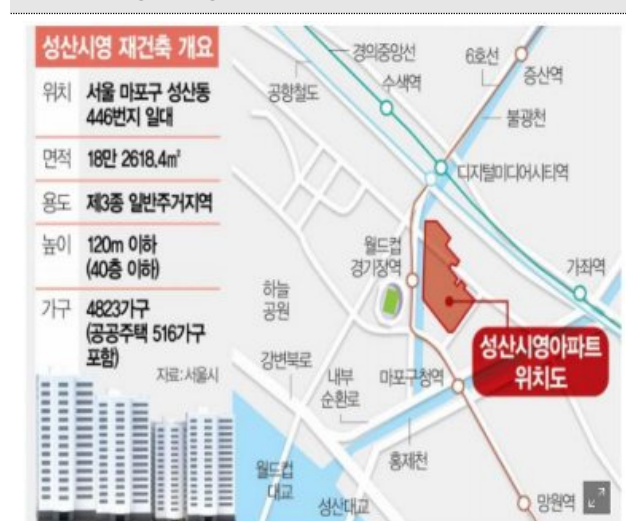 성산시영 재건축 개요
위치 서울 마포구 성산동
446번지 일대
면적 18만 2618.4㎡
용도 제3종 일반주거지역
높이 120m 이하
(40층 이하)
가구 4823가구
(공공주택 516가구
포함)
자료:서울시
경의중앙선
6호선
증산역
공항철도
수색역
불광천
디지털미디어시티역
월드컵
경기장역
가좌역
하늘
공원
성산시영아파트
위치도
강변북로
내부
순환로
마포구청역
홍제천
월드컵
대교
성산대교
망원역